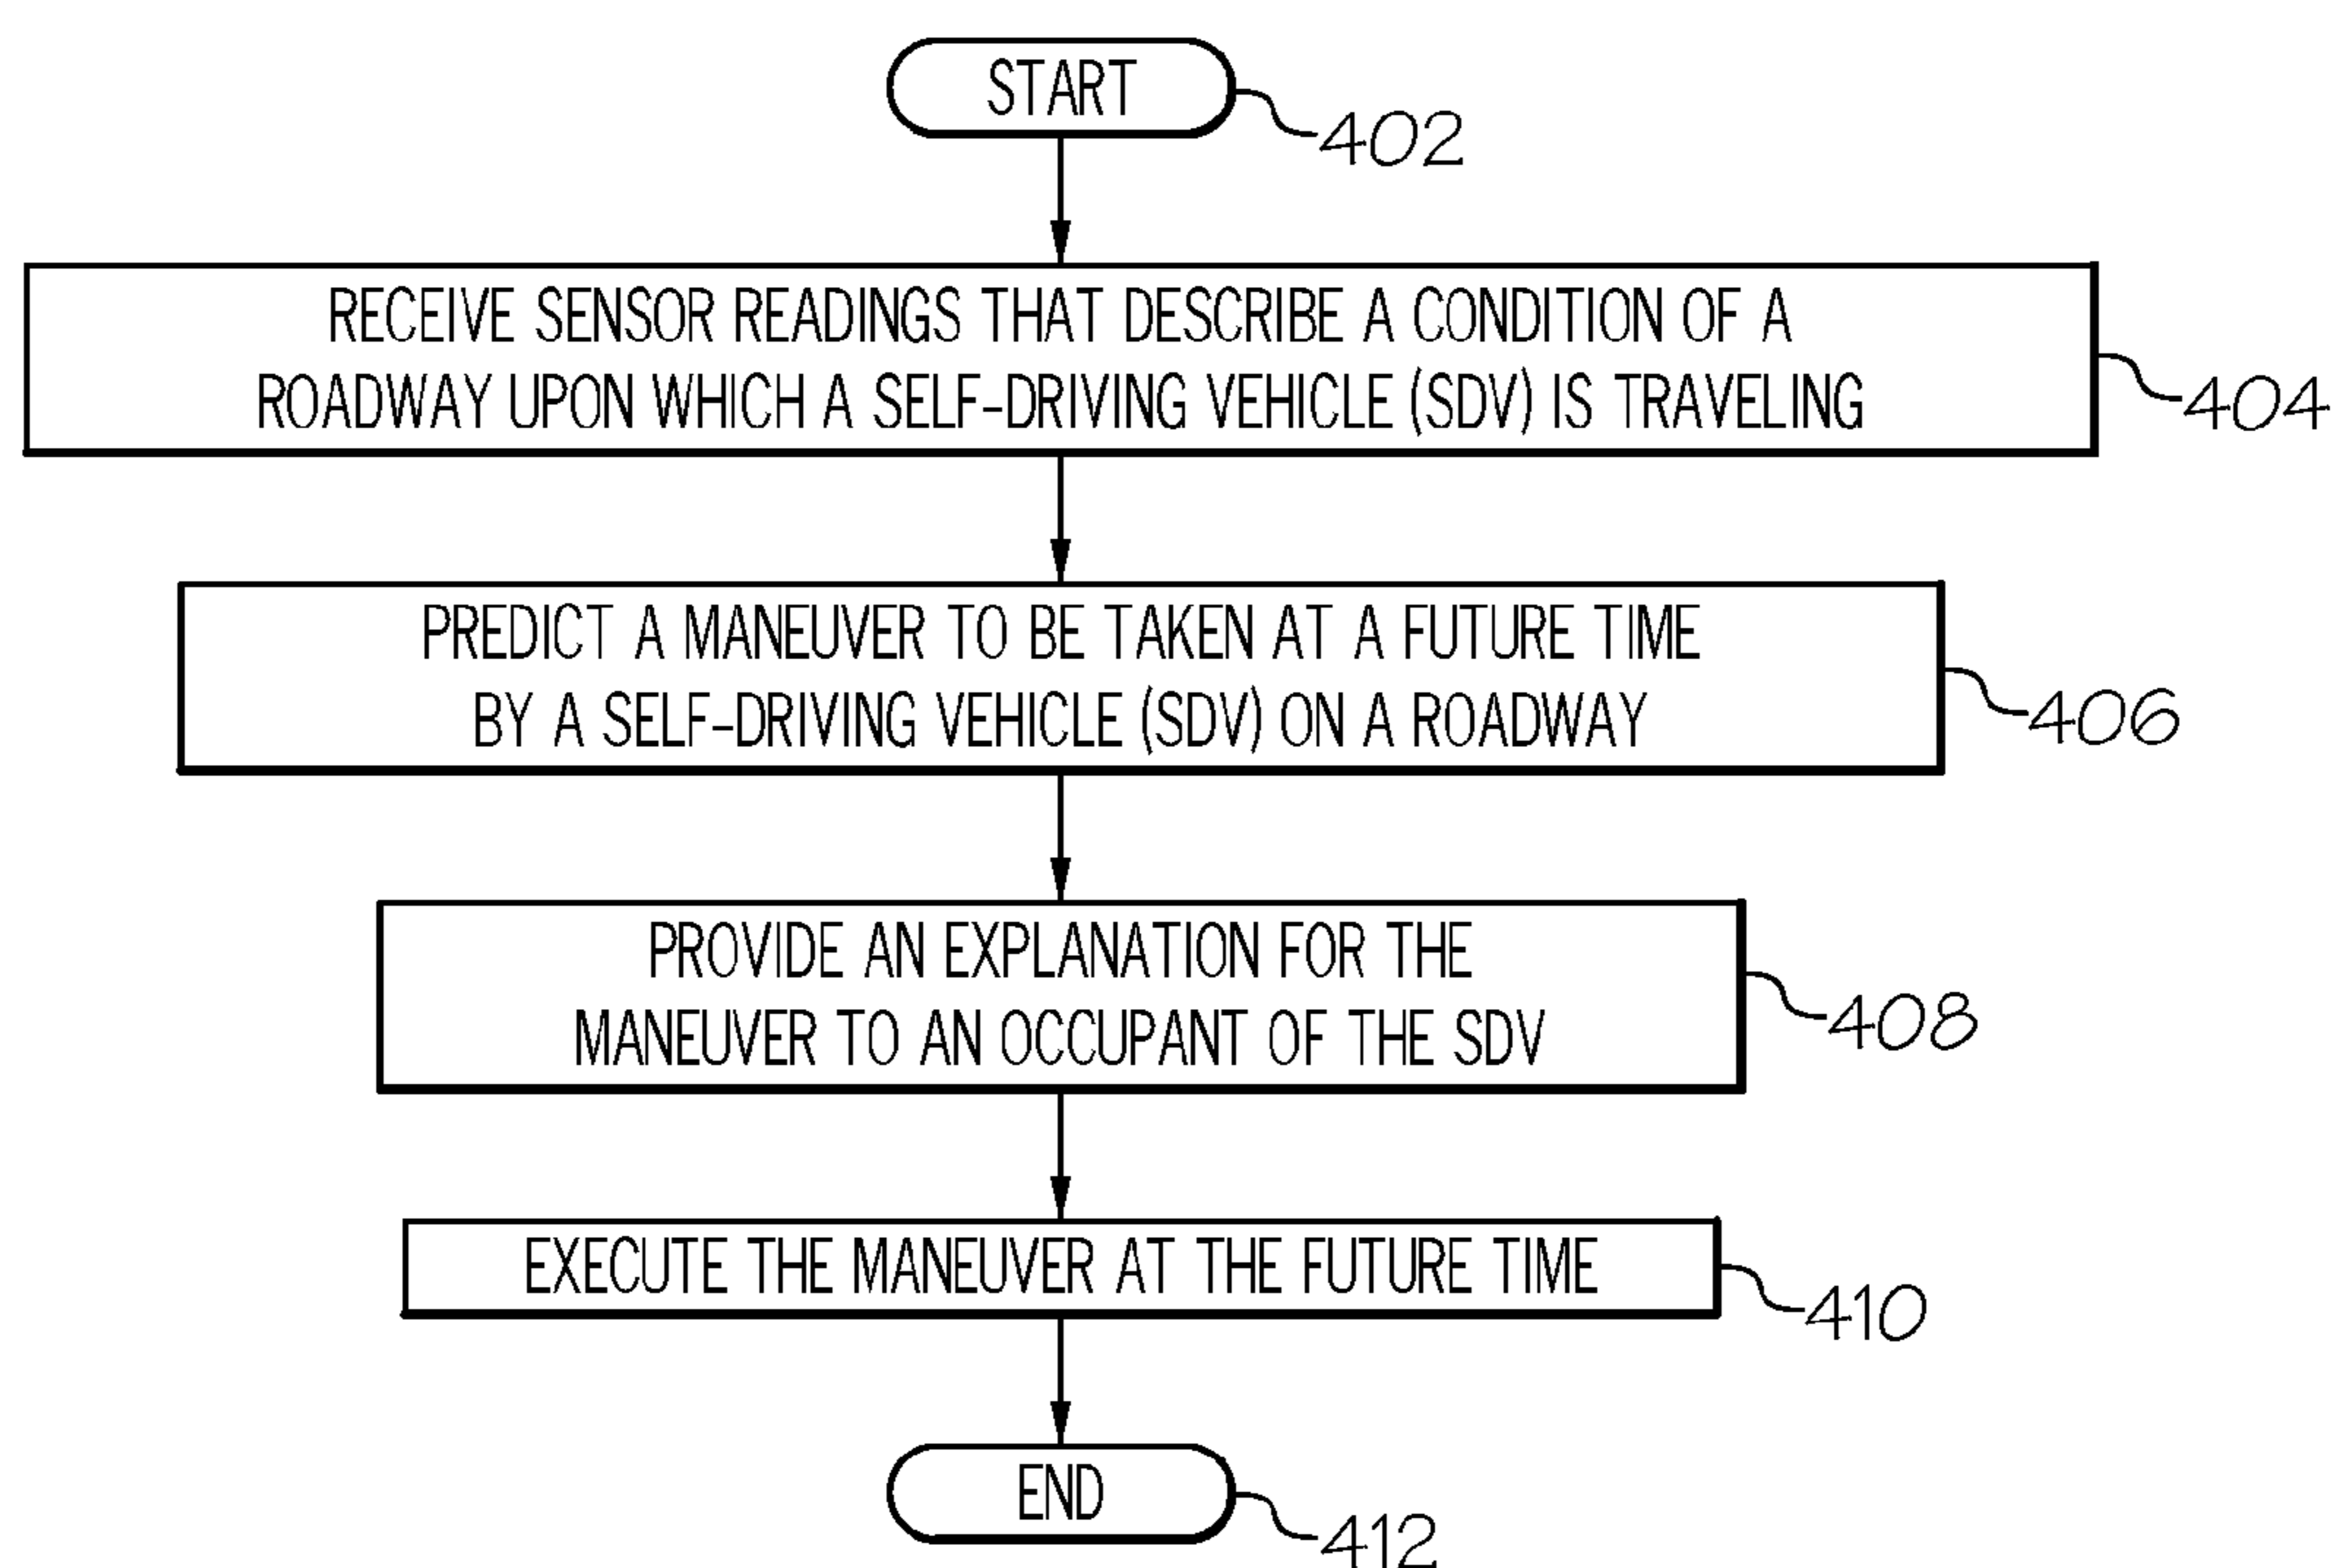 START
402
RECEIVE SENSOR READINGS THAT DESCRIBE A CONDITION OF A
ROADWAY UPON WHICH A SELF-DRIVING VEHICLE (SDV) IS TRAVELING
404
PREDICT A MANEUVER TO BE TAKEN AT A FUTURE TIME
BY A SELF-DRIVING VEHICLE (SDV) ON A ROADWAY
406
PROVIDE AN EXPLANATION FOR THE
MANEUVER TO AN OCCUPANT OF THE SDV
408
EXECUTE THE MANEUVER AT THE FUTURE TIME
410
END
412